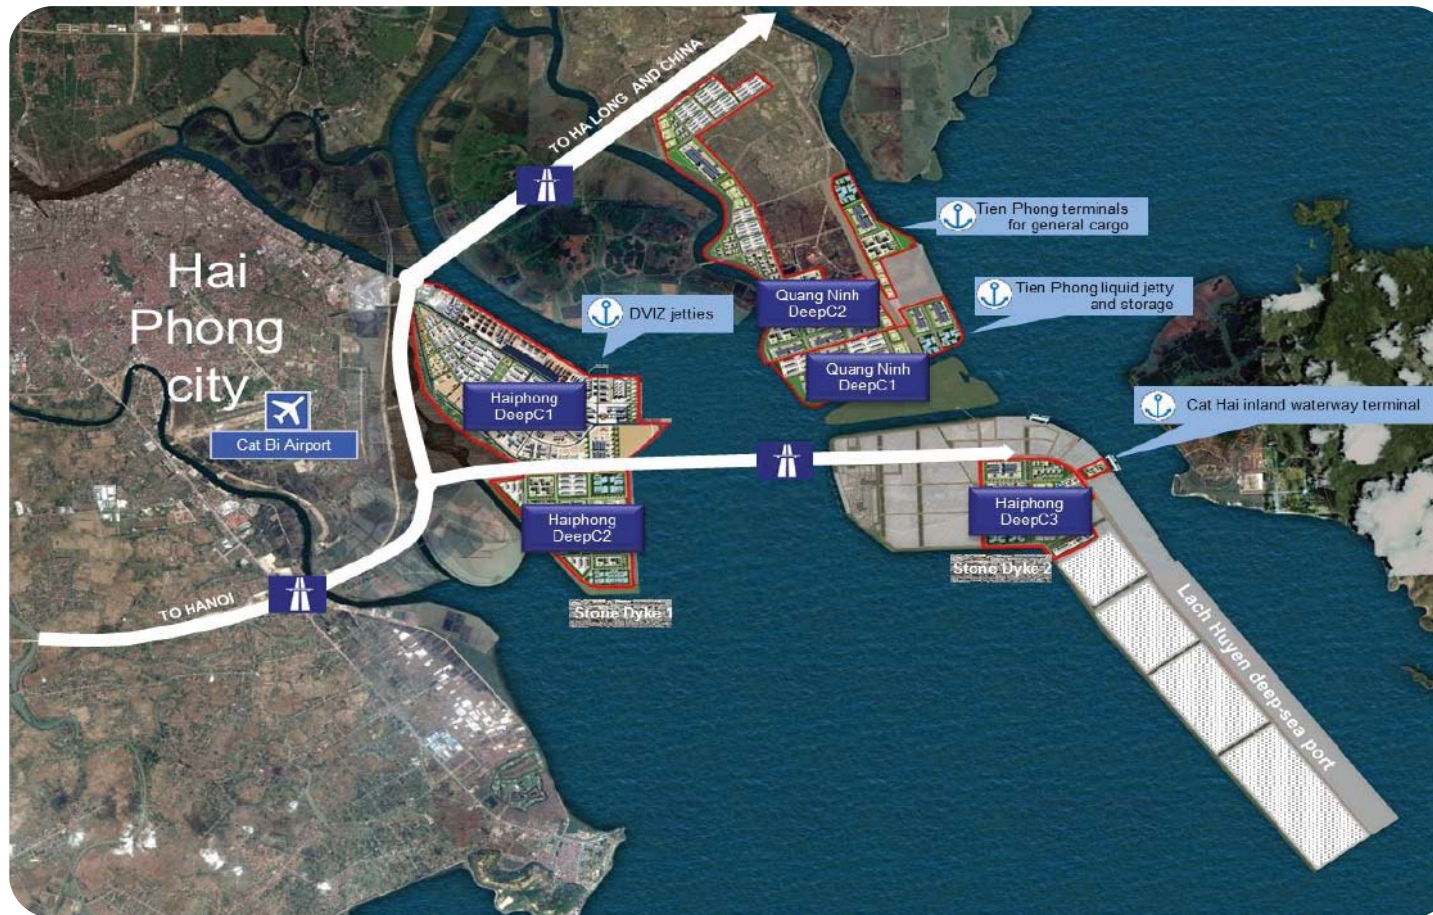 TO HA LONG AND CHINA
Tien Phong terminals
for general cargo
Hai
Phong
city
Tien Phong liquid jetty
and storage
DVIZ jetties
Quang Ninh
DeepC2
Quang Ninh
DeepC1
Haiphong
DeepC1
Cat Hai inland waterway terminal
Cat Bi Airport
Haiphong
DeepC3
Haiphong
DeepC2
Stone Dyke 2
TO HANOI
Stone Dyke 1
Lach Huyen deep-sea port